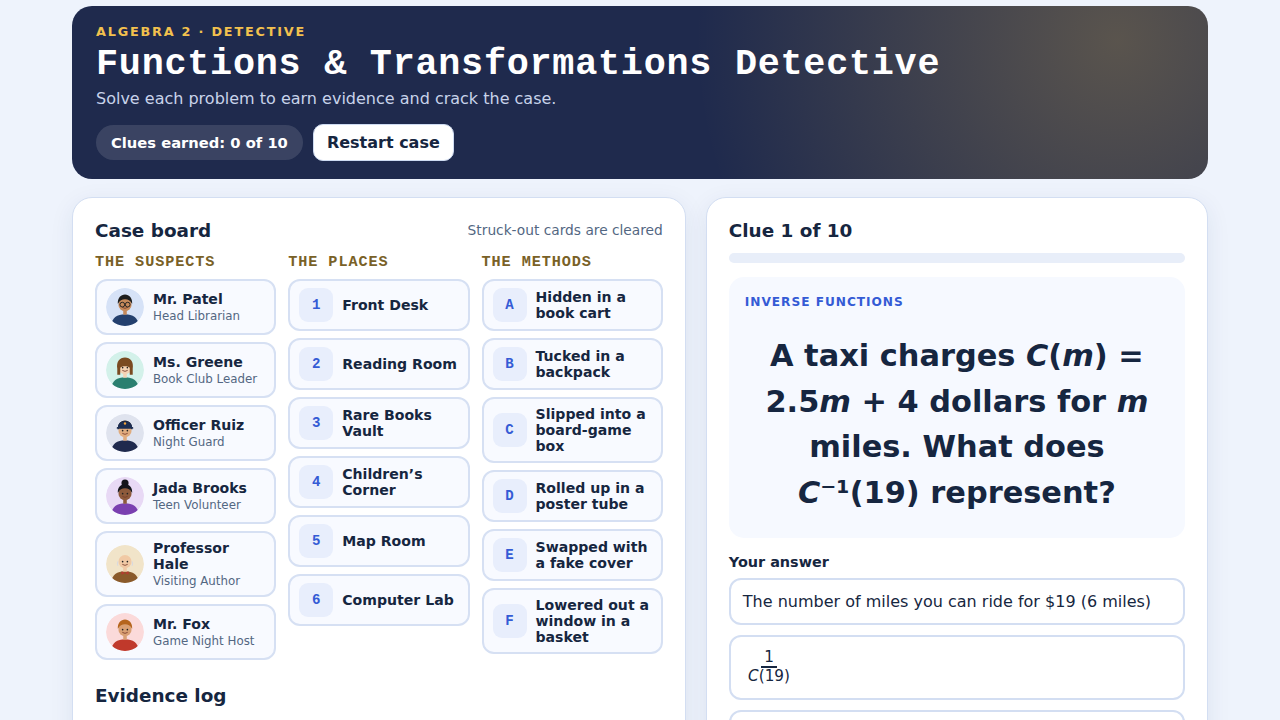 ALGEBRA 2 · DETECTIVE
Functions & Transformations Detective
Solve each problem to earn evidence and crack the case.
Clues earned: 0 of 10
Restart case
Case board
Struck-out cards are cleared
THE SUSPECTS
Mr. Patel
Head Librarian
Ms. Greene
Book Club Leader
Officer Ruiz
Night Guard
Jada Brooks
Teen Volunteer
Professor
Hale
Visiting Author
Mr. Fox
Game Night Host
THE PLACES
1
Front Desk
2
Reading Room
3
Rare Books
Vault
4
Children’s
Corner
5
Map Room
6
Computer Lab
THE METHODS
A
Hidden in a
book cart
B
Tucked in a
backpack
C
Slipped into a
board-game
box
D
Rolled up in a
poster tube
E
Swapped with
a fake cover
F
Lowered out a
window in a
basket
Evidence log
Clue 1 of 10
INVERSE FUNCTIONS
A taxi charges C(m) =
2.5m + 4 dollars for m
miles. What does
C⁻¹(19) represent?
Your answer
The number of miles you can ride for $19 (6 miles)
1
C(19)